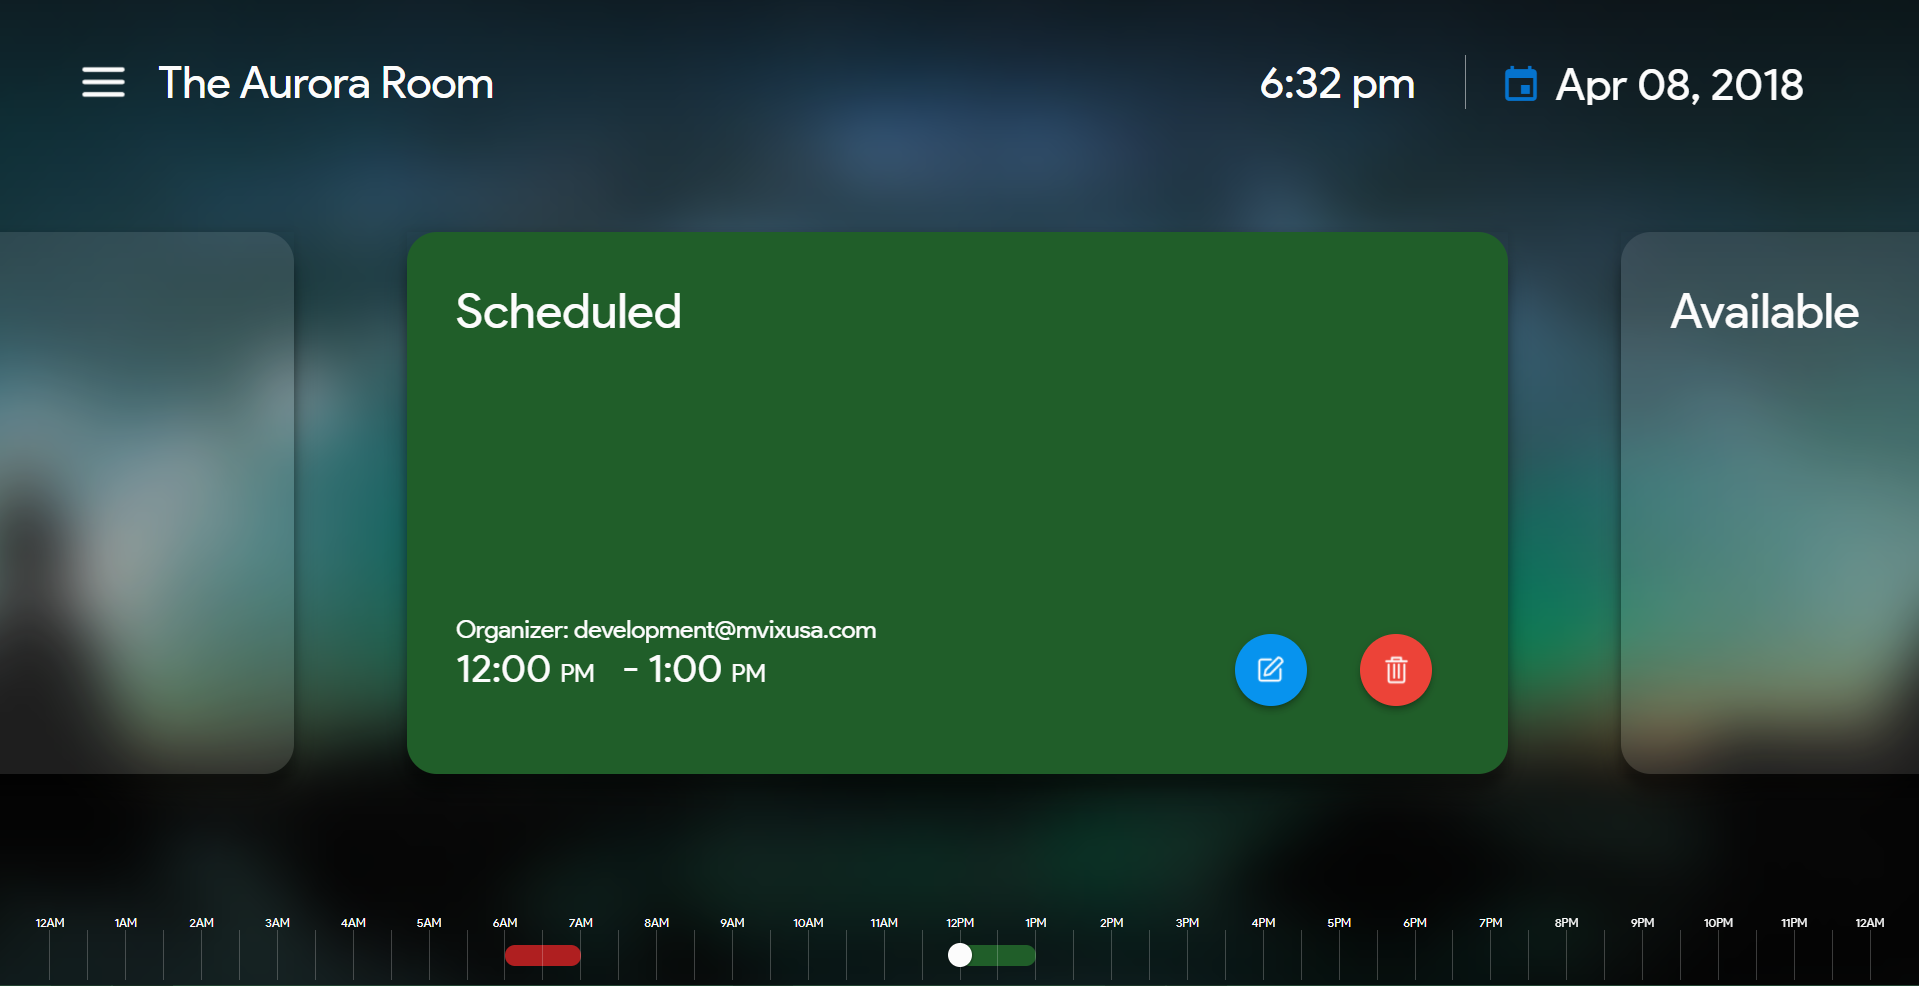 The Aurora Room
6:32 pm
Apr 08, 2018
Scheduled
Organizer: development@mvixusa.com
12:00 PM - 1:00 PM
Available
12AM 1AM 2AM 3AM 4AM 5AM 6AM 7AM 8AM 9AM 10AM 11AM 12PM 1PM 2PM 3PM 4PM 5PM 6PM 7PM 8PM 9PM 10PM 11PM 12AM